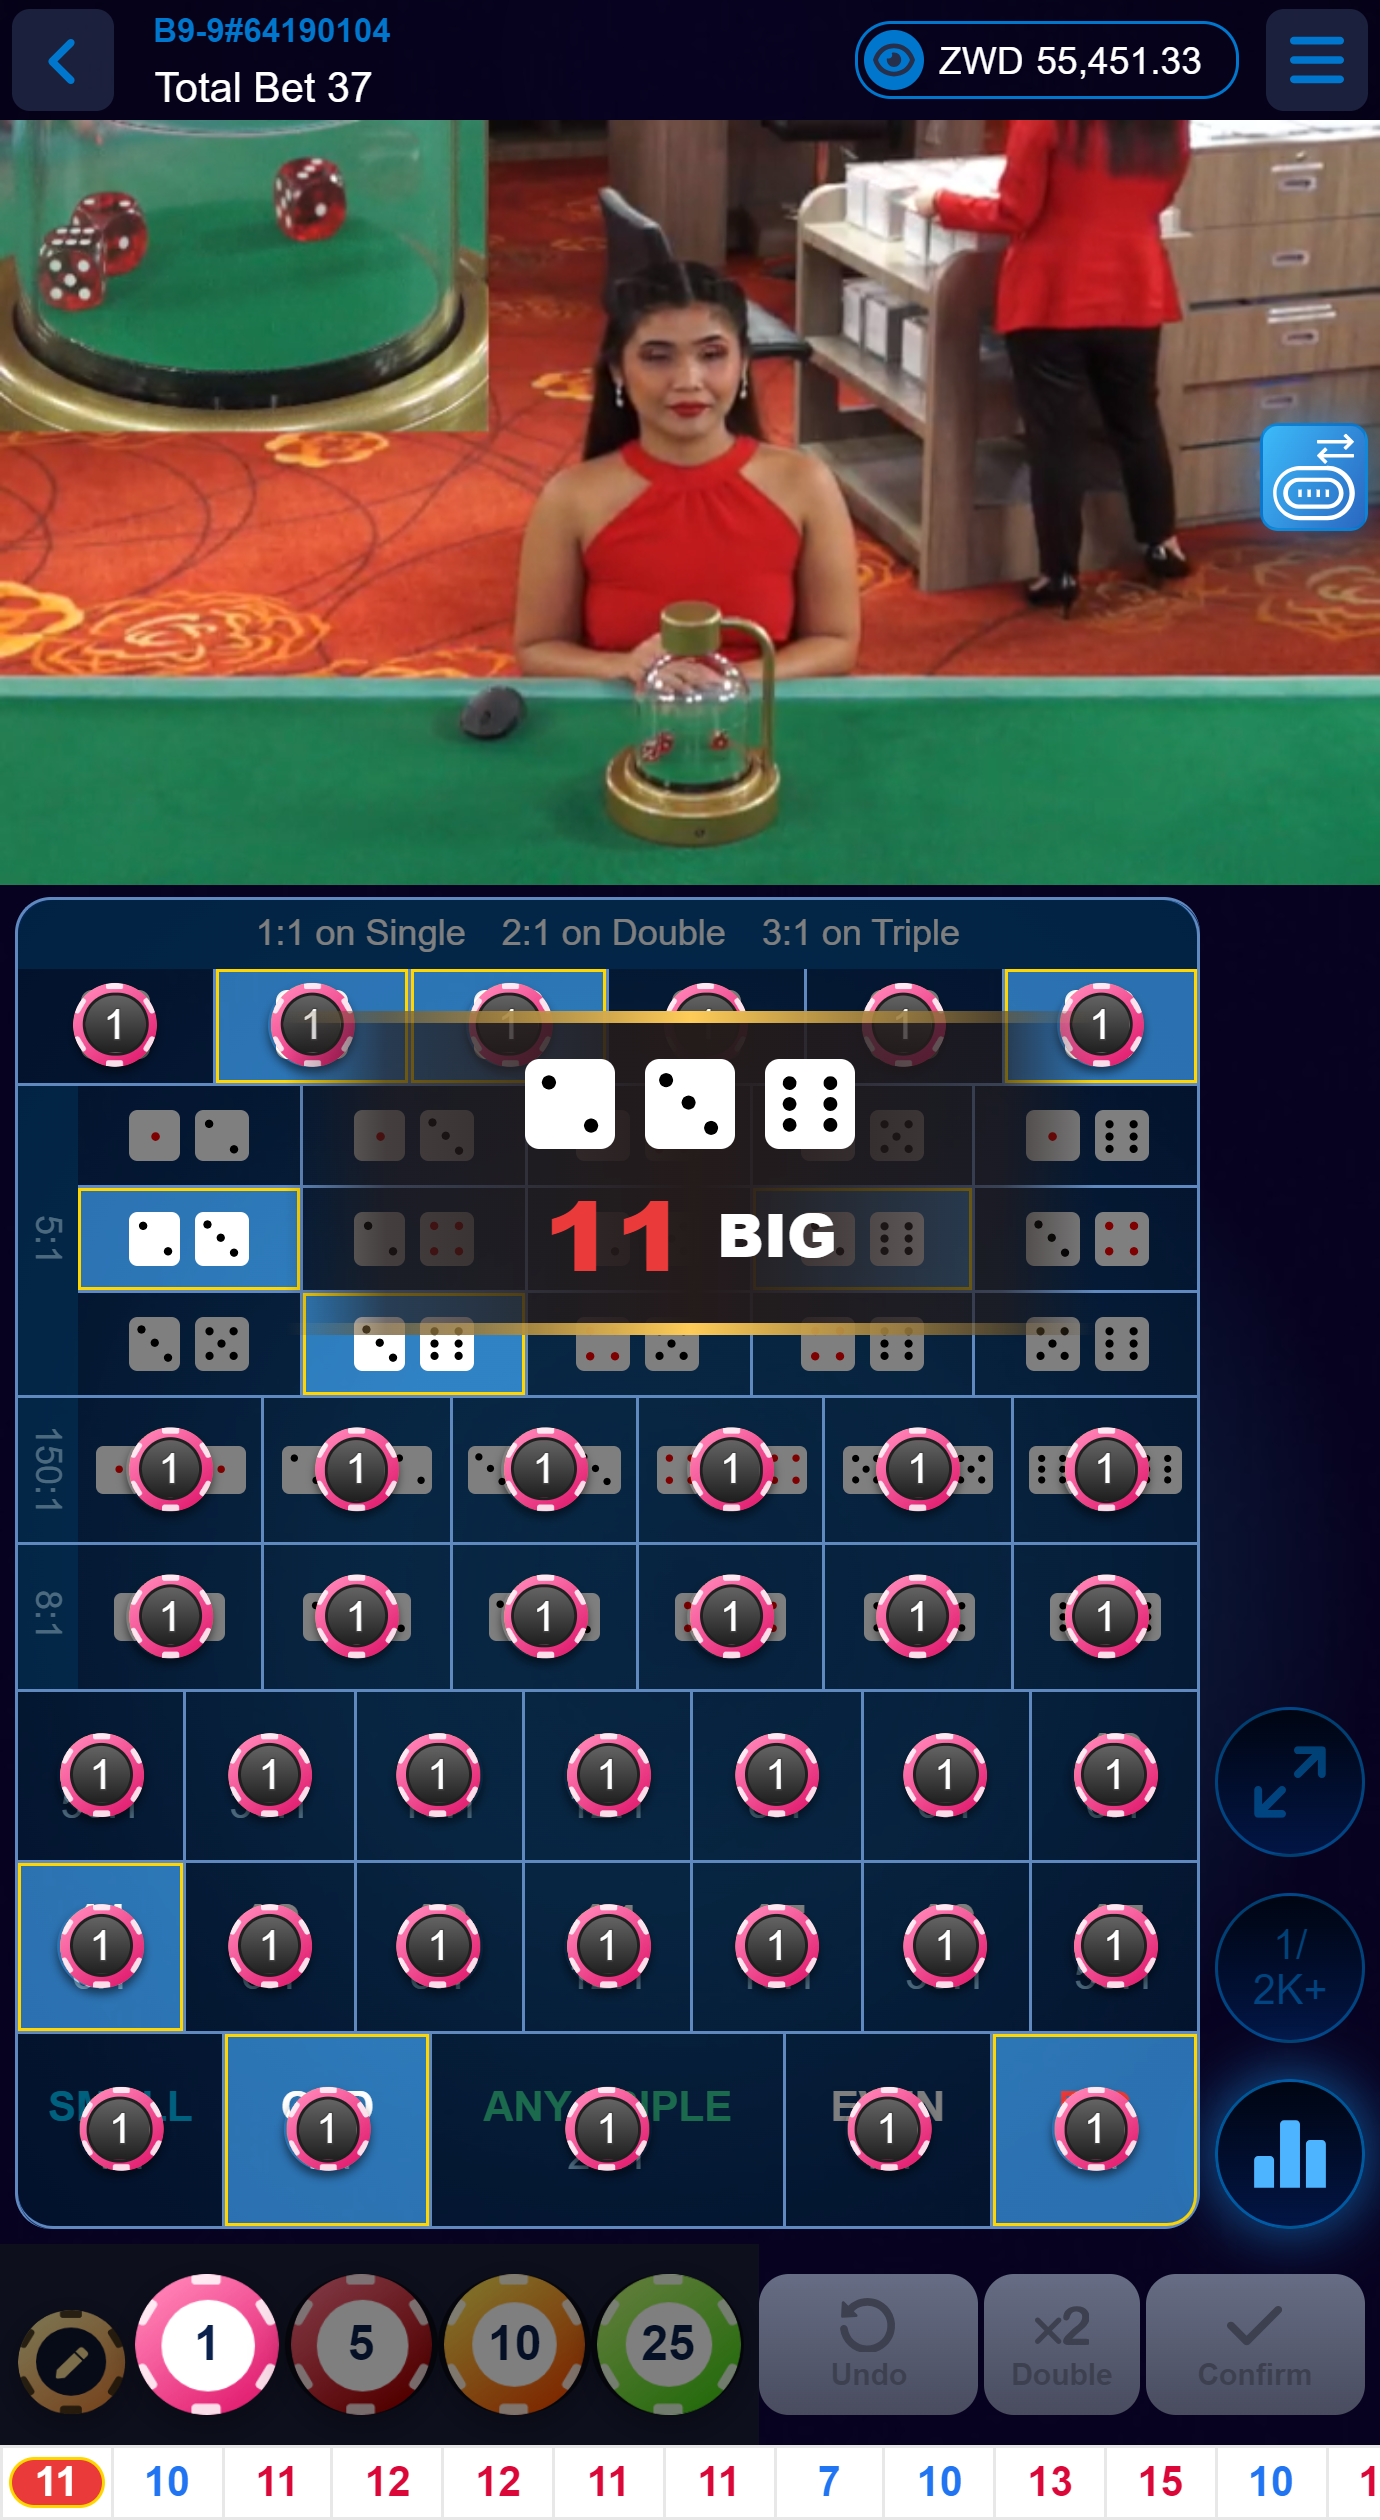 B9-9#64190104
Total Bet 37
ZWD 55,451.33
1:1 on Single 2:1 on Double 3:1 on Triple
1 1 1 1 1
11 BIG
5:1
150:1
1 1 1 1 1 1
8:1
1 1 1 1 1 1
1 1 1 1 1 1 1
1 1 1 1 1 1 1
ANY
1 1 1 1 1
1/
2K+
1 5 10 25
Undo
x2
Double
Confirm
11 10 11 12 12 11 11 7 10 13 15 10